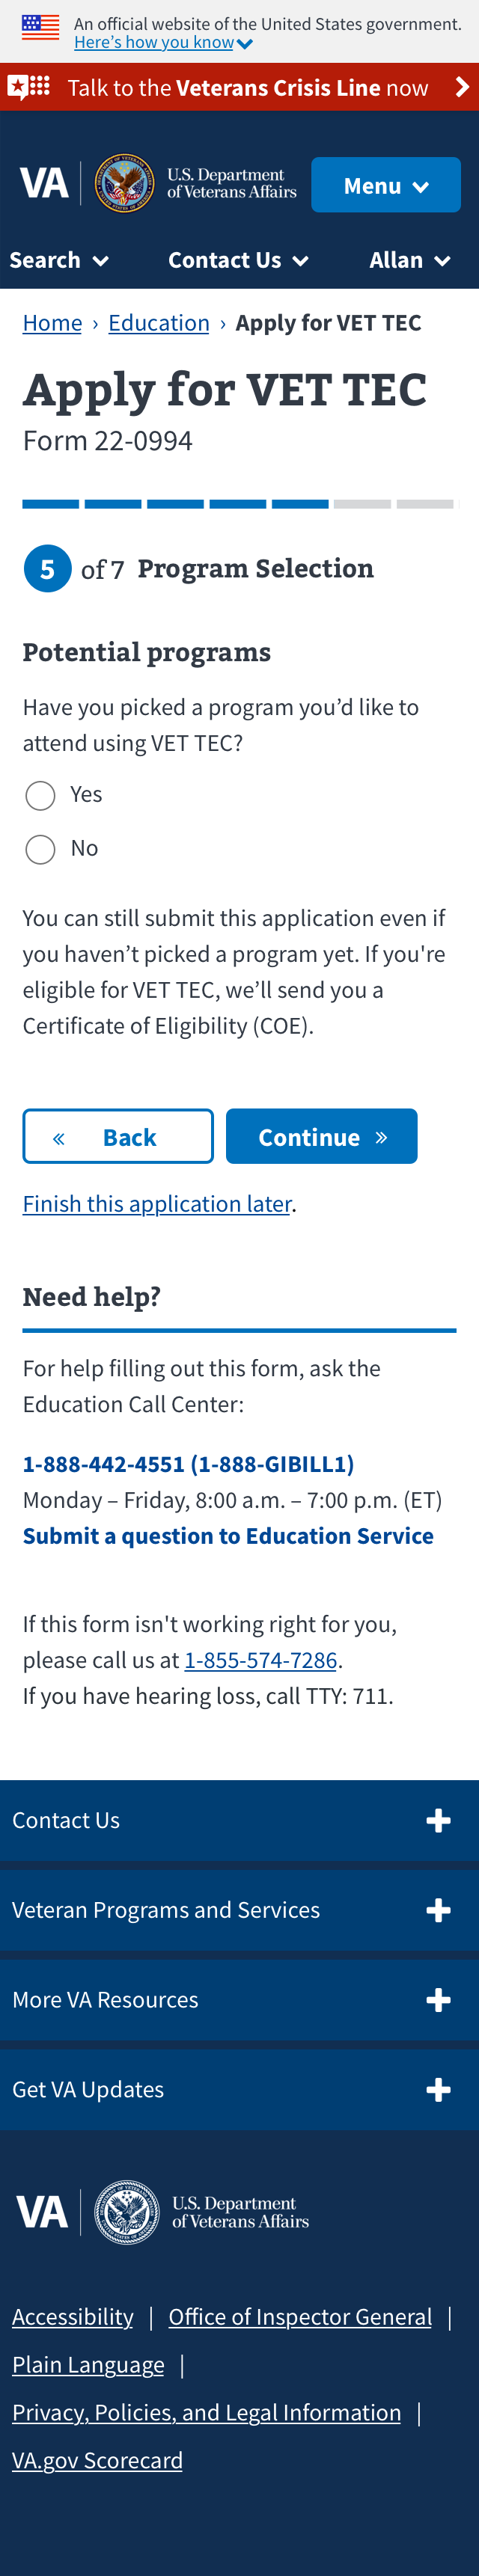 An official website of the United States government.
Here’s how you know
Talk to the Veterans Crisis Line now
VA
U.S. Department
of Veterans Affairs
Menu
Search
Contact Us
Allan
Home › Education › Apply for VET TEC
Apply for VET TEC
Form 22-0994
5 of 7 Program Selection
Potential programs
Have you picked a program you’d like to
attend using VET TEC?
Yes
No
You can still submit this application even if
you haven’t picked a program yet. If you're
eligible for VET TEC, we’ll send you a
Certificate of Eligibility (COE).
« Back
Continue »
Finish this application later.
Need help?
For help filling out this form, ask the
Education Call Center:
1-888-442-4551 (1-888-GIBILL1)
Monday – Friday, 8:00 a.m. – 7:00 p.m. (ET)
Submit a question to Education Service
If this form isn't working right for you,
please call us at 1-855-574-7286.
If you have hearing loss, call TTY: 711.
Contact Us
Veteran Programs and Services
More VA Resources
Get VA Updates
VA
U.S. Department
of Veterans Affairs
Accessibility | Office of Inspector General |
Plain Language |
Privacy, Policies, and Legal Information |
VA.gov Scorecard